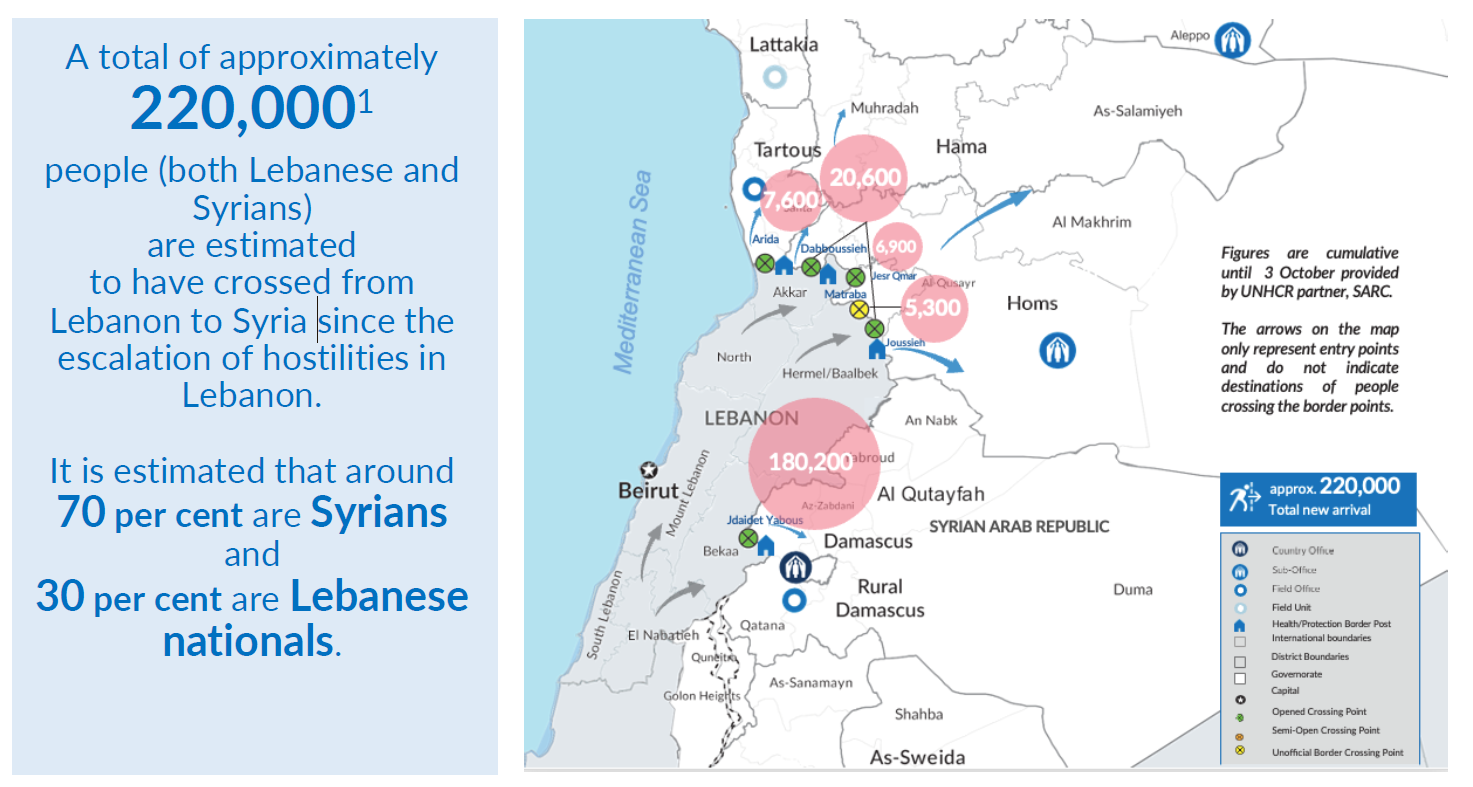 A total of approximately
220,000¹
people (both Lebanese and
Syrians)
are estimated
to have crossed from
Lebanon to Syria since the
escalation of hostilities in
Lebanon.
It is estimated that around
70 per cent are Syrians
and
30 per cent are Lebanese
nationals.
Lattakia
Aleppo
Muhradah
As-Salamiyeh
Tartous
Hama
20,600
7,600
Al Makhrim
Mediterranean Sea
Arida
Dabboussieh
6,900
Jesr Qmar
Al-Qusayr
Akkar
Matraba
5,300
Homs
Joussieh
North
Hermel/Baalbek
LEBANON
An Nabk
180,200
Yabroud
Beirut
Mount Lebanon
Al Qutayfah
Az-Zabdani
Jdaidet Yabous
SYRIAN ARAB REPUBLIC
Bekaa
Damascus
Rural
Damascus
Duma
South Lebanon
El Nabatieh
Qatana
Quneitra
Golon Heights
As-Sanamayn
Shahba
As-Sweida
Figures are cumulative
until 3 October provided
by UNHCR partner, SARC.
The arrows on the map
only represent entry points
and do not indicate
destinations of people
crossing the border points.
approx. 220,000
Total new arrival
Country Office
Sub-Office
Field Office
Field Unit
Health/Protection Border Post
International boundaries
District Boundaries
Governorate
Capital
Opened Crossing Point
Semi-Open Crossing Point
Unofficial Border Crossing Point